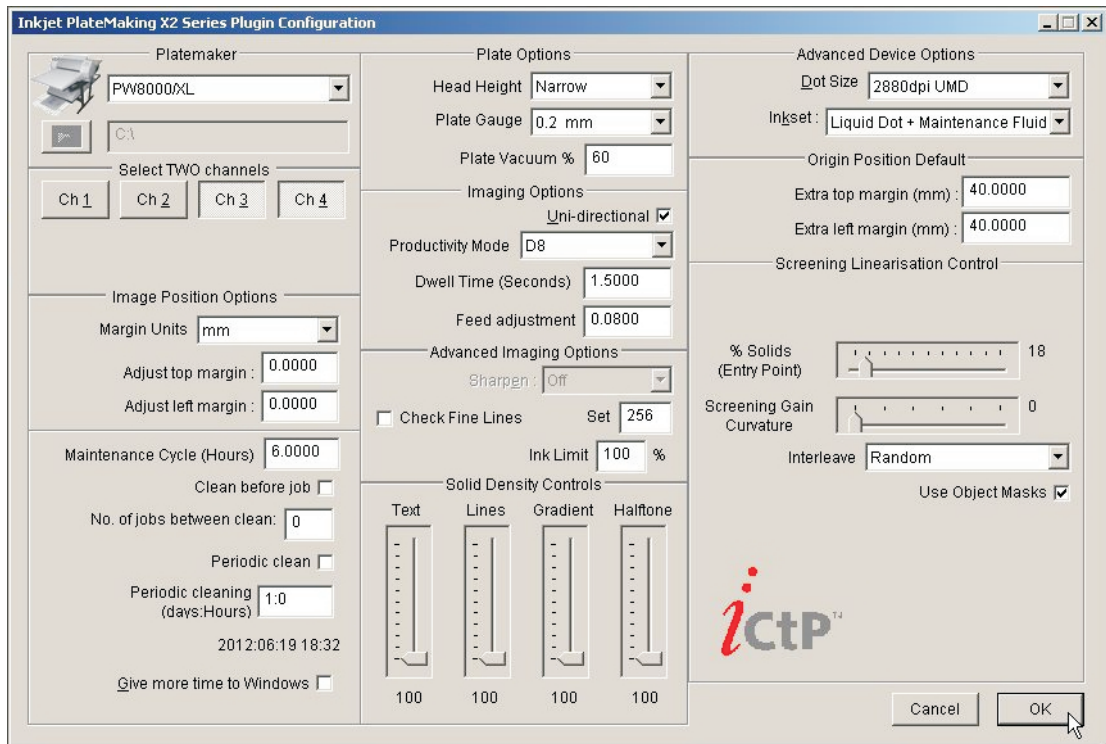 Inkjet PlateMaking X2 Series Plugin Configuration
Platemaker
PW8000/XL
C:\
Select TWO channels
Ch 1 Ch 2 Ch 3 Ch 4
Image Position Options
Margin Units mm
Adjust top margin : 0.0000
Adjust left margin : 0.0000
Maintenance Cycle (Hours) 6.0000
Clean before job
No. of jobs between clean: 0
Periodic clean
Periodic cleaning
(days:Hours) 1:0
2012:06:19 18:32
Give more time to Windows
Plate Options
Head Height Narrow
Plate Gauge 0.2 mm
Plate Vacuum % 60
Imaging Options
Uni-directional
Productivity Mode D8
Dwell Time (Seconds) 1.5000
Feed adjustment 0.0800
Advanced Imaging Options
Sharpen : Off
Check Fine Lines Set 256
Ink Limit 100 %
Solid Density Controls
Text Lines Gradient Halftone
100 100 100 100
Advanced Device Options
Dot Size 2880dpi UMD
Inkset : Liquid Dot + Maintenance Fluid
Origin Position Default
Extra top margin (mm) : 40.0000
Extra left margin (mm) : 40.0000
Screening Linearisation Control
% Solids
(Entry Point) 18
Screening Gain
Curvature 0
Interleave Random
Use Object Masks
iCtP™
Cancel OK